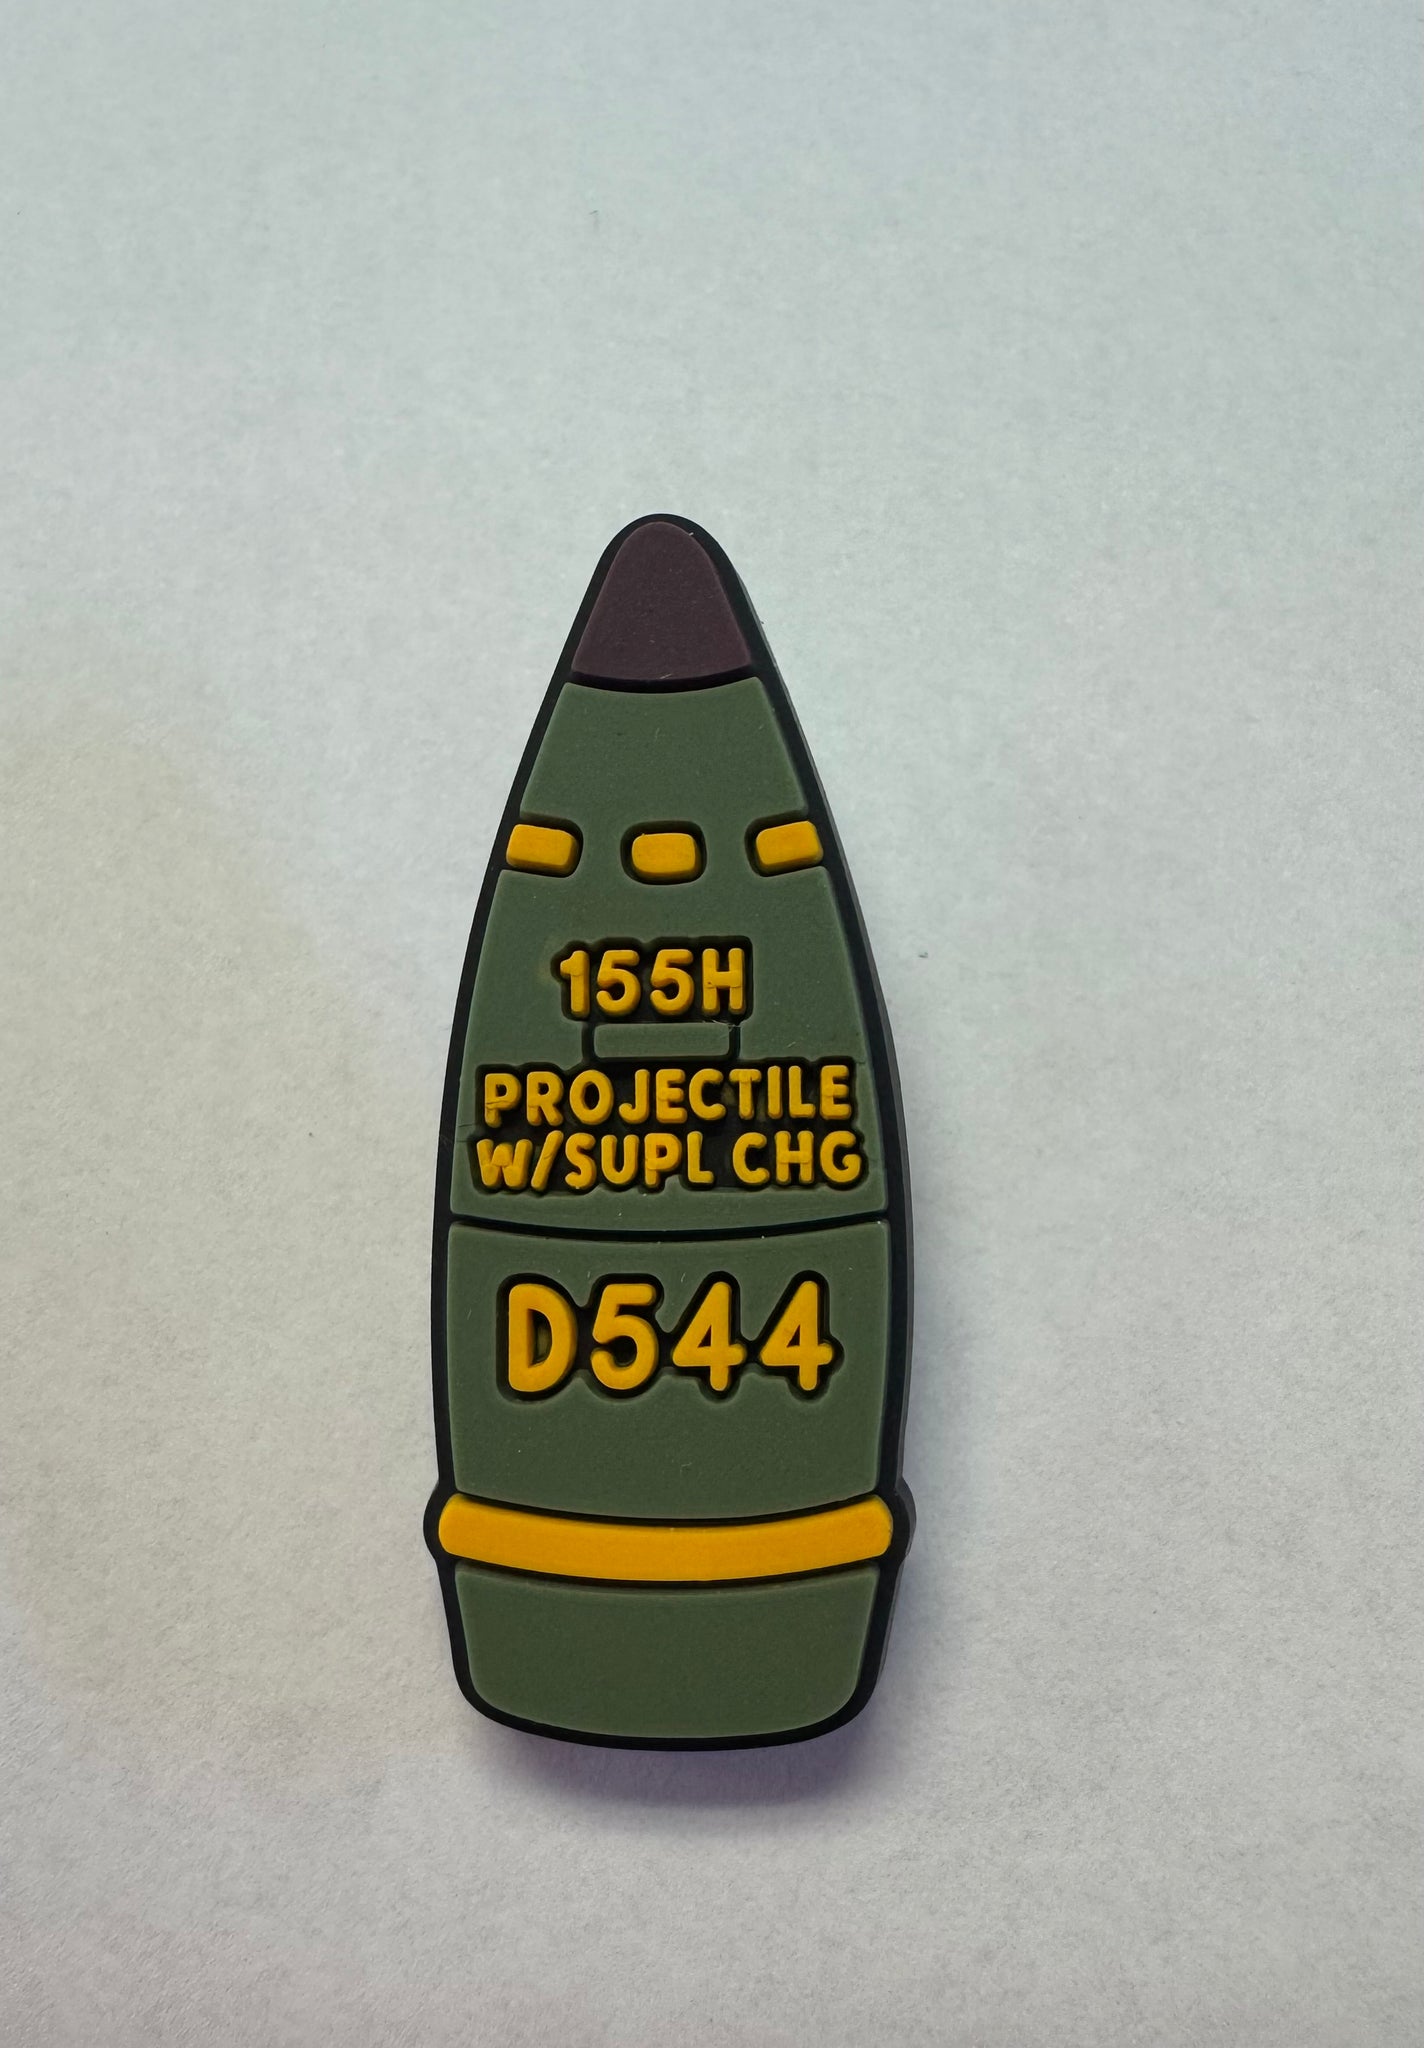 155H
PROJECTILE
W/SUPL CHG
D544